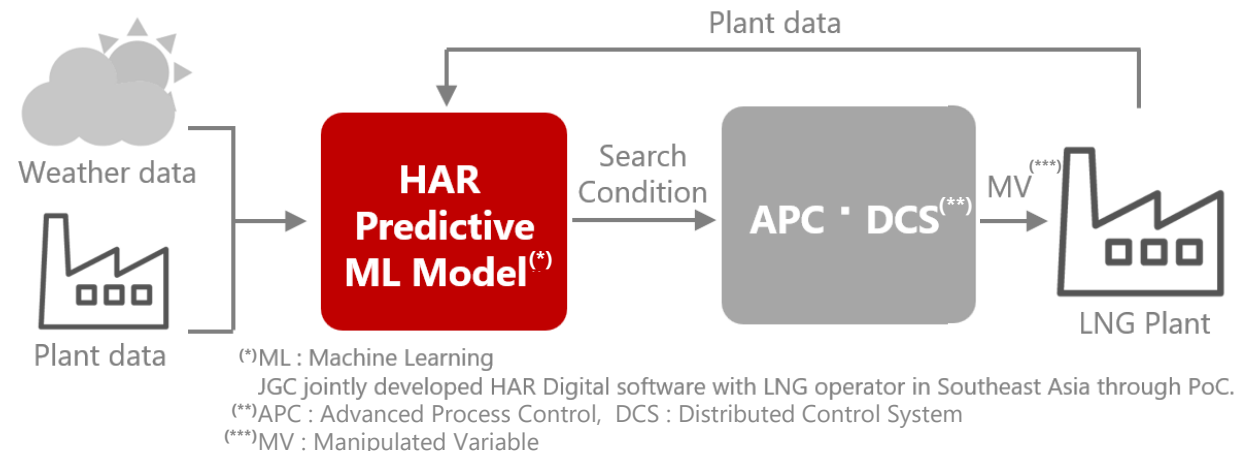 Plant data
Weather data
Plant data
HAR
Predictive
ML Model(*)
Search
Condition
APC・DCS(**)
MV(***)
LNG Plant
(*)ML : Machine Learning
JGC jointly developed HAR Digital software with LNG operator in Southeast Asia through PoC.
(**)APC : Advanced Process Control, DCS : Distributed Control System
(***)MV : Manipulated Variable